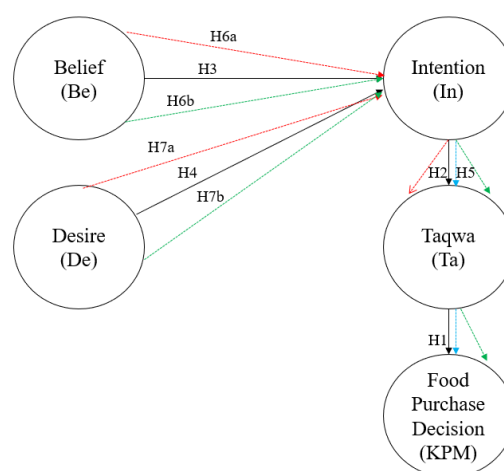 H6a
Belief
(Be)
H3
Intention
(In)
H6b
H7a
H4
H7b
H2
H5
Desire
(De)
Taqwa
(Ta)
H1
Food
Purchase
Decision
(KPM)